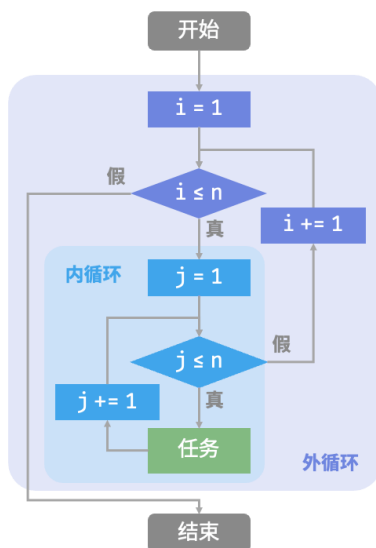 开始
i = 1
假
i ≤ n
真
i += 1
内循环
j = 1
j ≤ n
假
真
j += 1
任务
外循环
结束